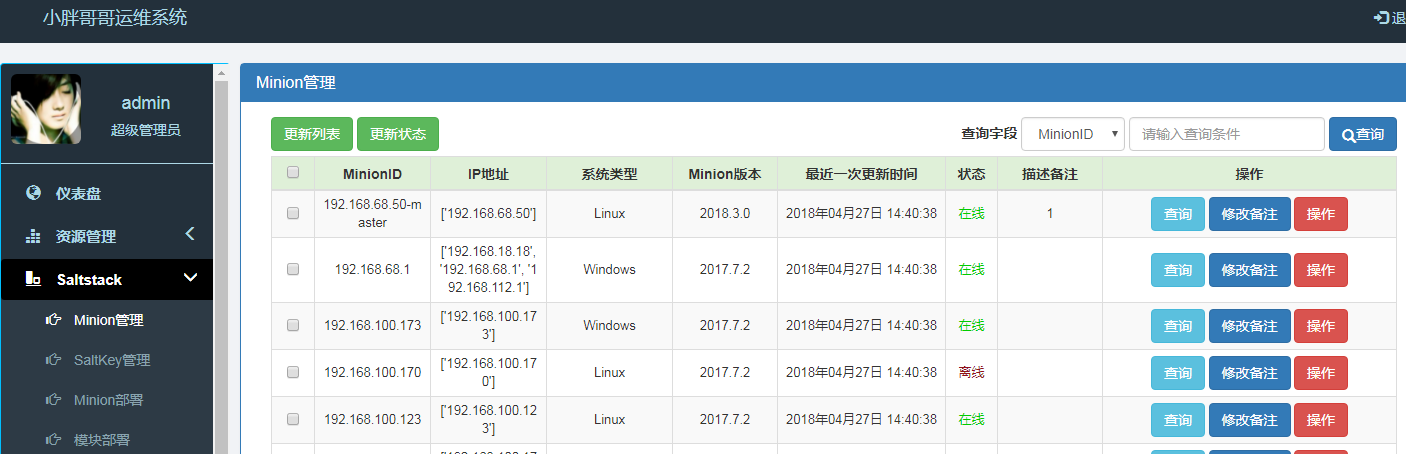 小胖哥哥运维系统
退
admin
超级管理员
仪表盘
资源管理
Saltstack
Minion管理
SaltKey管理
Minion部署
模块部署
Minion管理
更新列表 更新状态 查询字段 MinionID 请输入查询条件 查询
MinionID IP地址 系统类型 Minion版本 最近一次更新时间 状态 描述备注 操作
192.168.68.50-m
aster
['192.168.68.50'] Linux 2018.3.0 2018年04月27日 14:40:38 在线 1 查询 修改备注 操作
192.168.68.1
['192.168.18.18',
'192.168.68.1', '1
92.168.112.1']
Windows 2017.7.2 2018年04月27日 14:40:38 在线 查询 修改备注 操作
192.168.100.173
['192.168.100.17
3']
Windows 2017.7.2 2018年04月27日 14:40:38 在线 查询 修改备注 操作
192.168.100.170
['192.168.100.17
0']
Linux 2017.7.2 2018年04月27日 14:40:38 离线 查询 修改备注 操作
192.168.100.123
['192.168.100.12
3']
Linux 2017.7.2 2018年04月27日 14:40:38 在线 查询 修改备注 操作